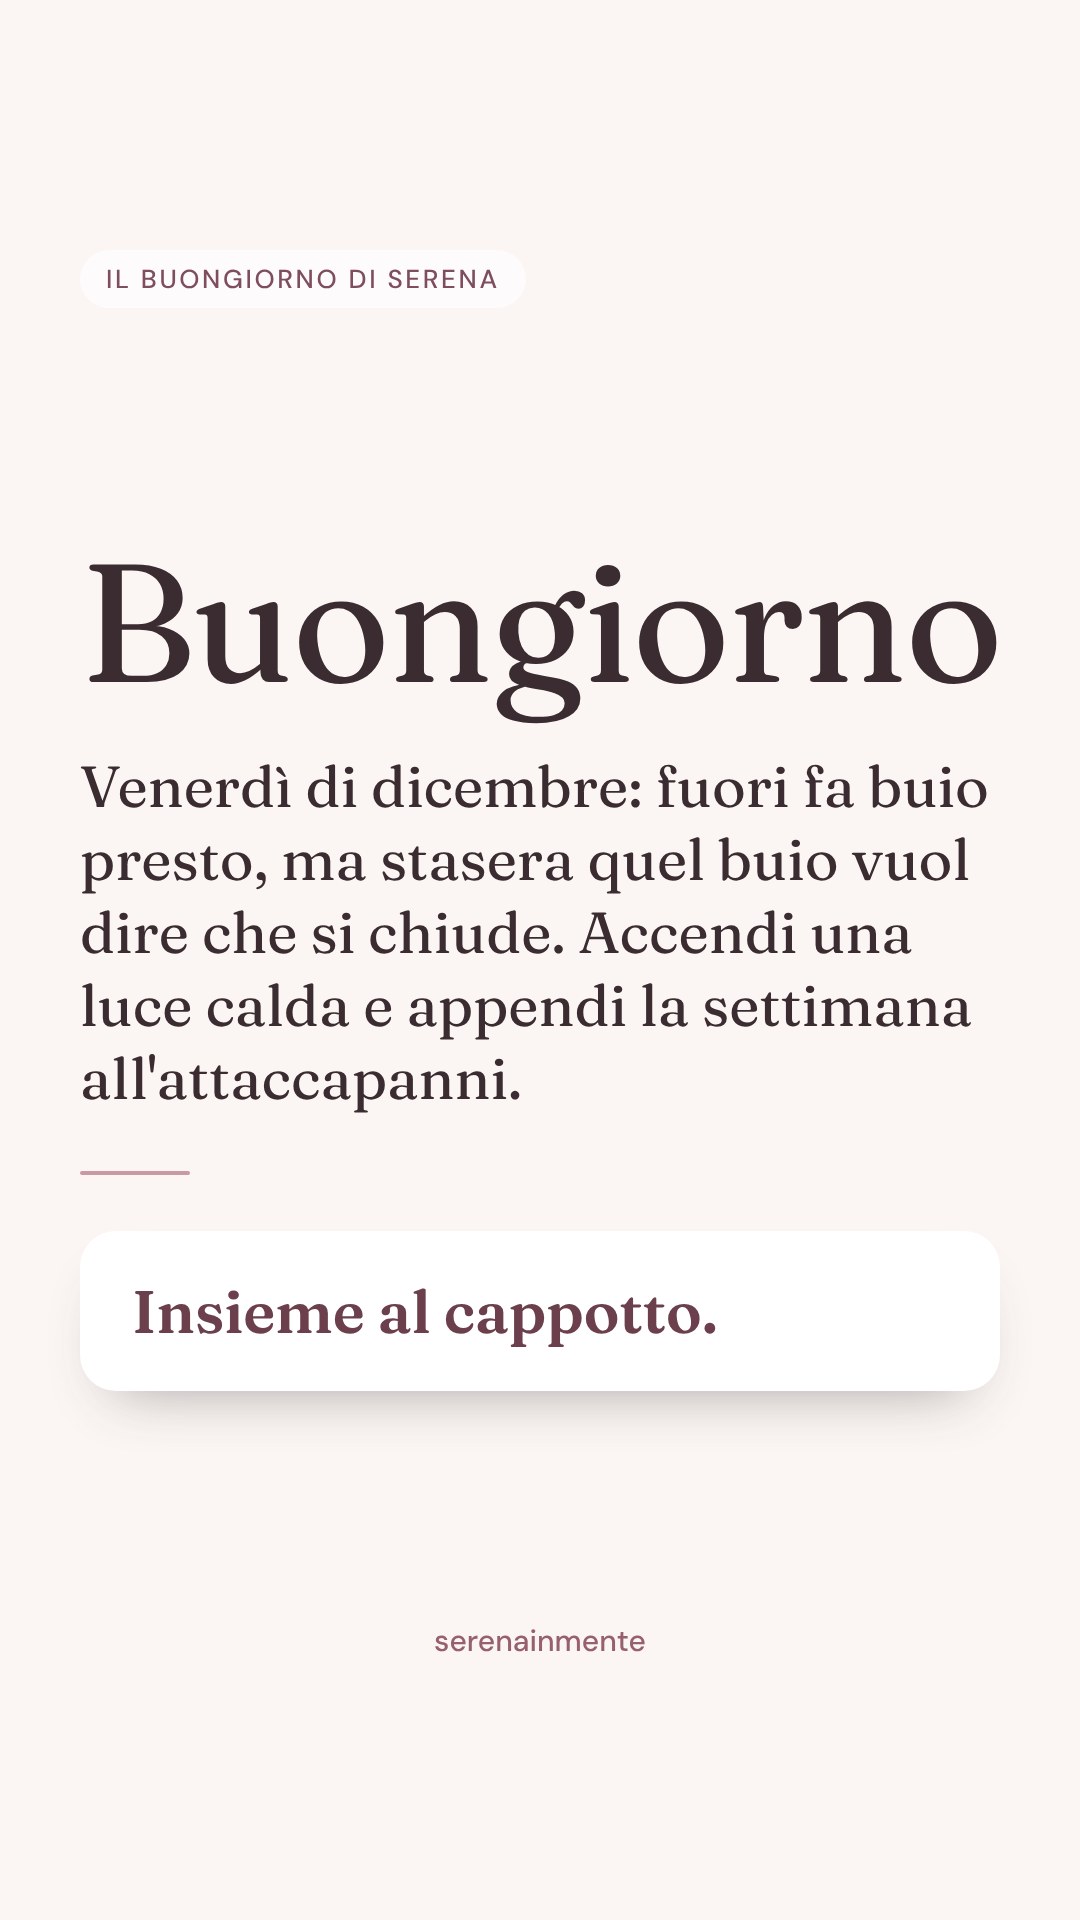 IL BUONGIORNO DI SERENA
Buongiorno
Venerdì di dicembre: fuori fa buio
presto, ma stasera quel buio vuol
dire che si chiude. Accendi una
luce calda e appendi la settimana
all'attaccapanni.
Insieme al cappotto.
serenainmente